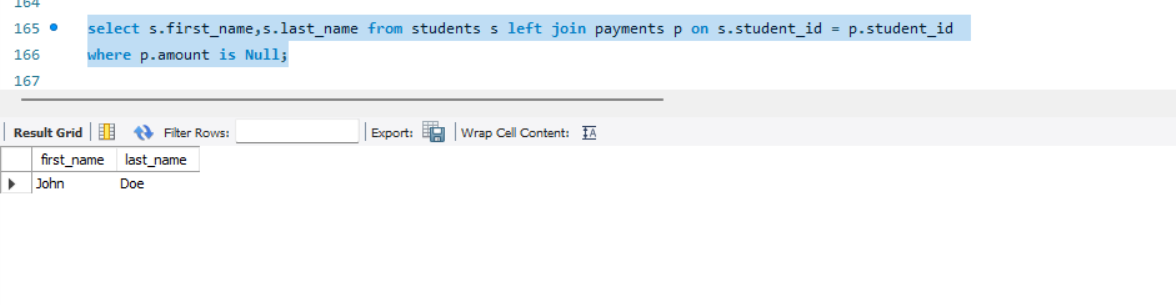 164
165 select s.first_name,s.last_name from students s left join payments p on s.student_id = p.student_id
166 where p.amount is Null;
167
Result Grid Filter Rows: Export: Wrap Cell Content: IA
first_name last_name
John Doe